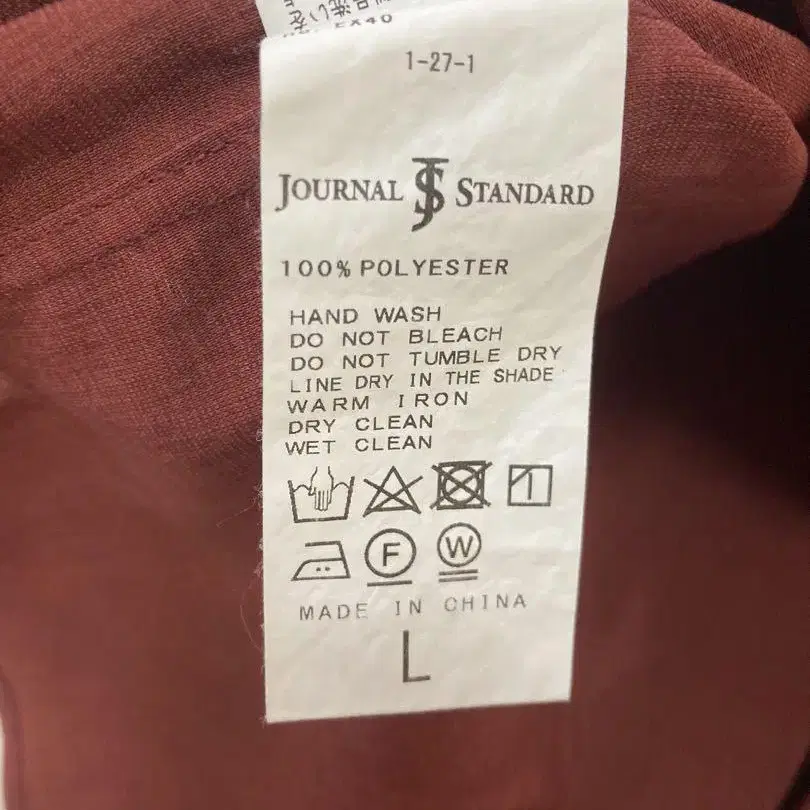 1-27-1
JOURNAL JS STANDARD
100% POLYESTER
HAND WASH
DO NOT BLEACH
DO NOT TUMBLE DRY
LINE DRY IN THE SHADE
WARM IRON
DRY CLEAN
WET CLEAN
F W
MADE IN CHINA
L